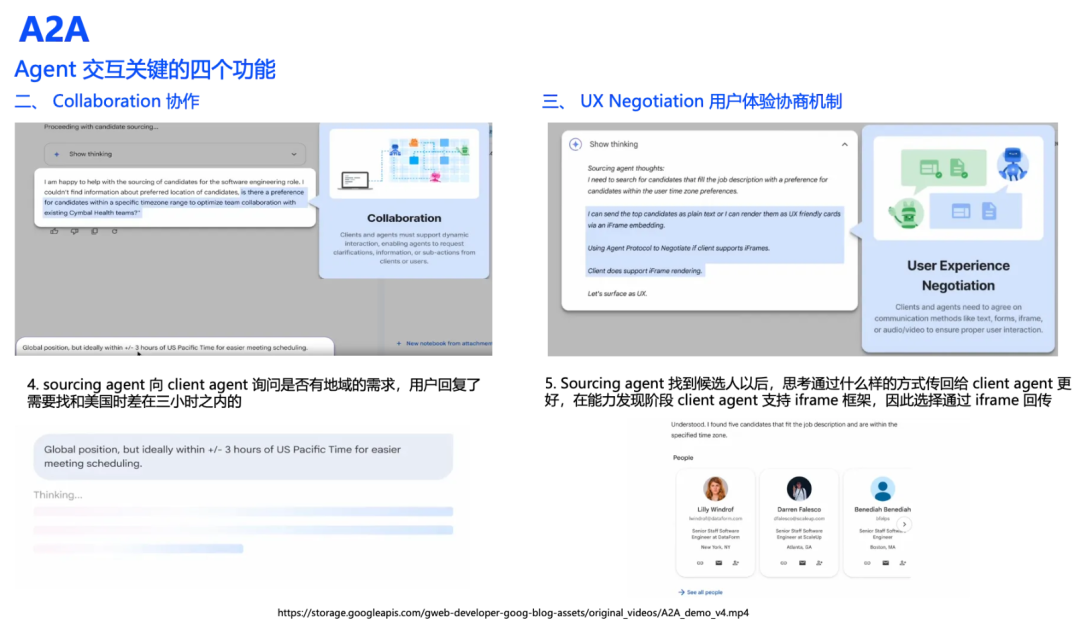 A2A
Agent 交互关键的四个功能
二、 Collaboration 协作
Proceeding with candidate sourcing...
Show thinking
I am happy to help with the sourcing of candidates for the software engineering role. I
couldn't find information about preferred location of candidates, is there a preference
for candidates within a specific timezone range to optimize team collaboration with
existing Cymbal Health teams?"
Collaboration
Clients and agents must support dynamic
interaction, enabling agents to request
clarifications, information, or sub-actions from
clients or users.
Global position, but ideally within +/- 3 hours of US Pacific Time for easier meeting scheduling.
New notebook from attachment
4. sourcing agent 向 client agent 询问是否有地域的需求，用户回复了
需要找和美国时差在三小时之内的
Global position, but ideally within +/- 3 hours of US Pacific Time for easier
meeting scheduling.
Thinking...
三、 UX Negotiation 用户体验协商机制
Show thinking
Sourcing agent thoughts:
I need to search for candidates that fill the job description with a preference for
candidates within the user time zone preferences.
I can send the top candidates as plain text or I can render them as UX friendly cards
via an iFrame embedding.
Using Agent Protocol to Negotiate if client supports iFrames.
Client does support iFrame rendering.
Let's surface as UX.
User Experience
Negotiation
Clients and agents need to agree on
communication methods like text, forms, iframe,
or audio/video to ensure proper user interaction.
5. Sourcing agent 找到候选人以后，思考通过什么样的方式传回给 client agent 更
好，在能力发现阶段 client agent 支持 iframe 框架，因此选择通过 iframe 回传
Understood. I found five candidates that fit the job description and are within the
specified time zone.
People
Lilly Windrof
Senior Staff Software
Engineer at DataForm
New York, NY
Darren Falesco
Senior Staff Software
Engineer at ScaleUp
Atlanta, GA
Benediah Benediah
Senior Staff Software
Engineer
Boston, MA
See all people
https://storage.googleapis.com/gweb-developer-goog-blog-assets/original_videos/A2A_demo_v4.mp4